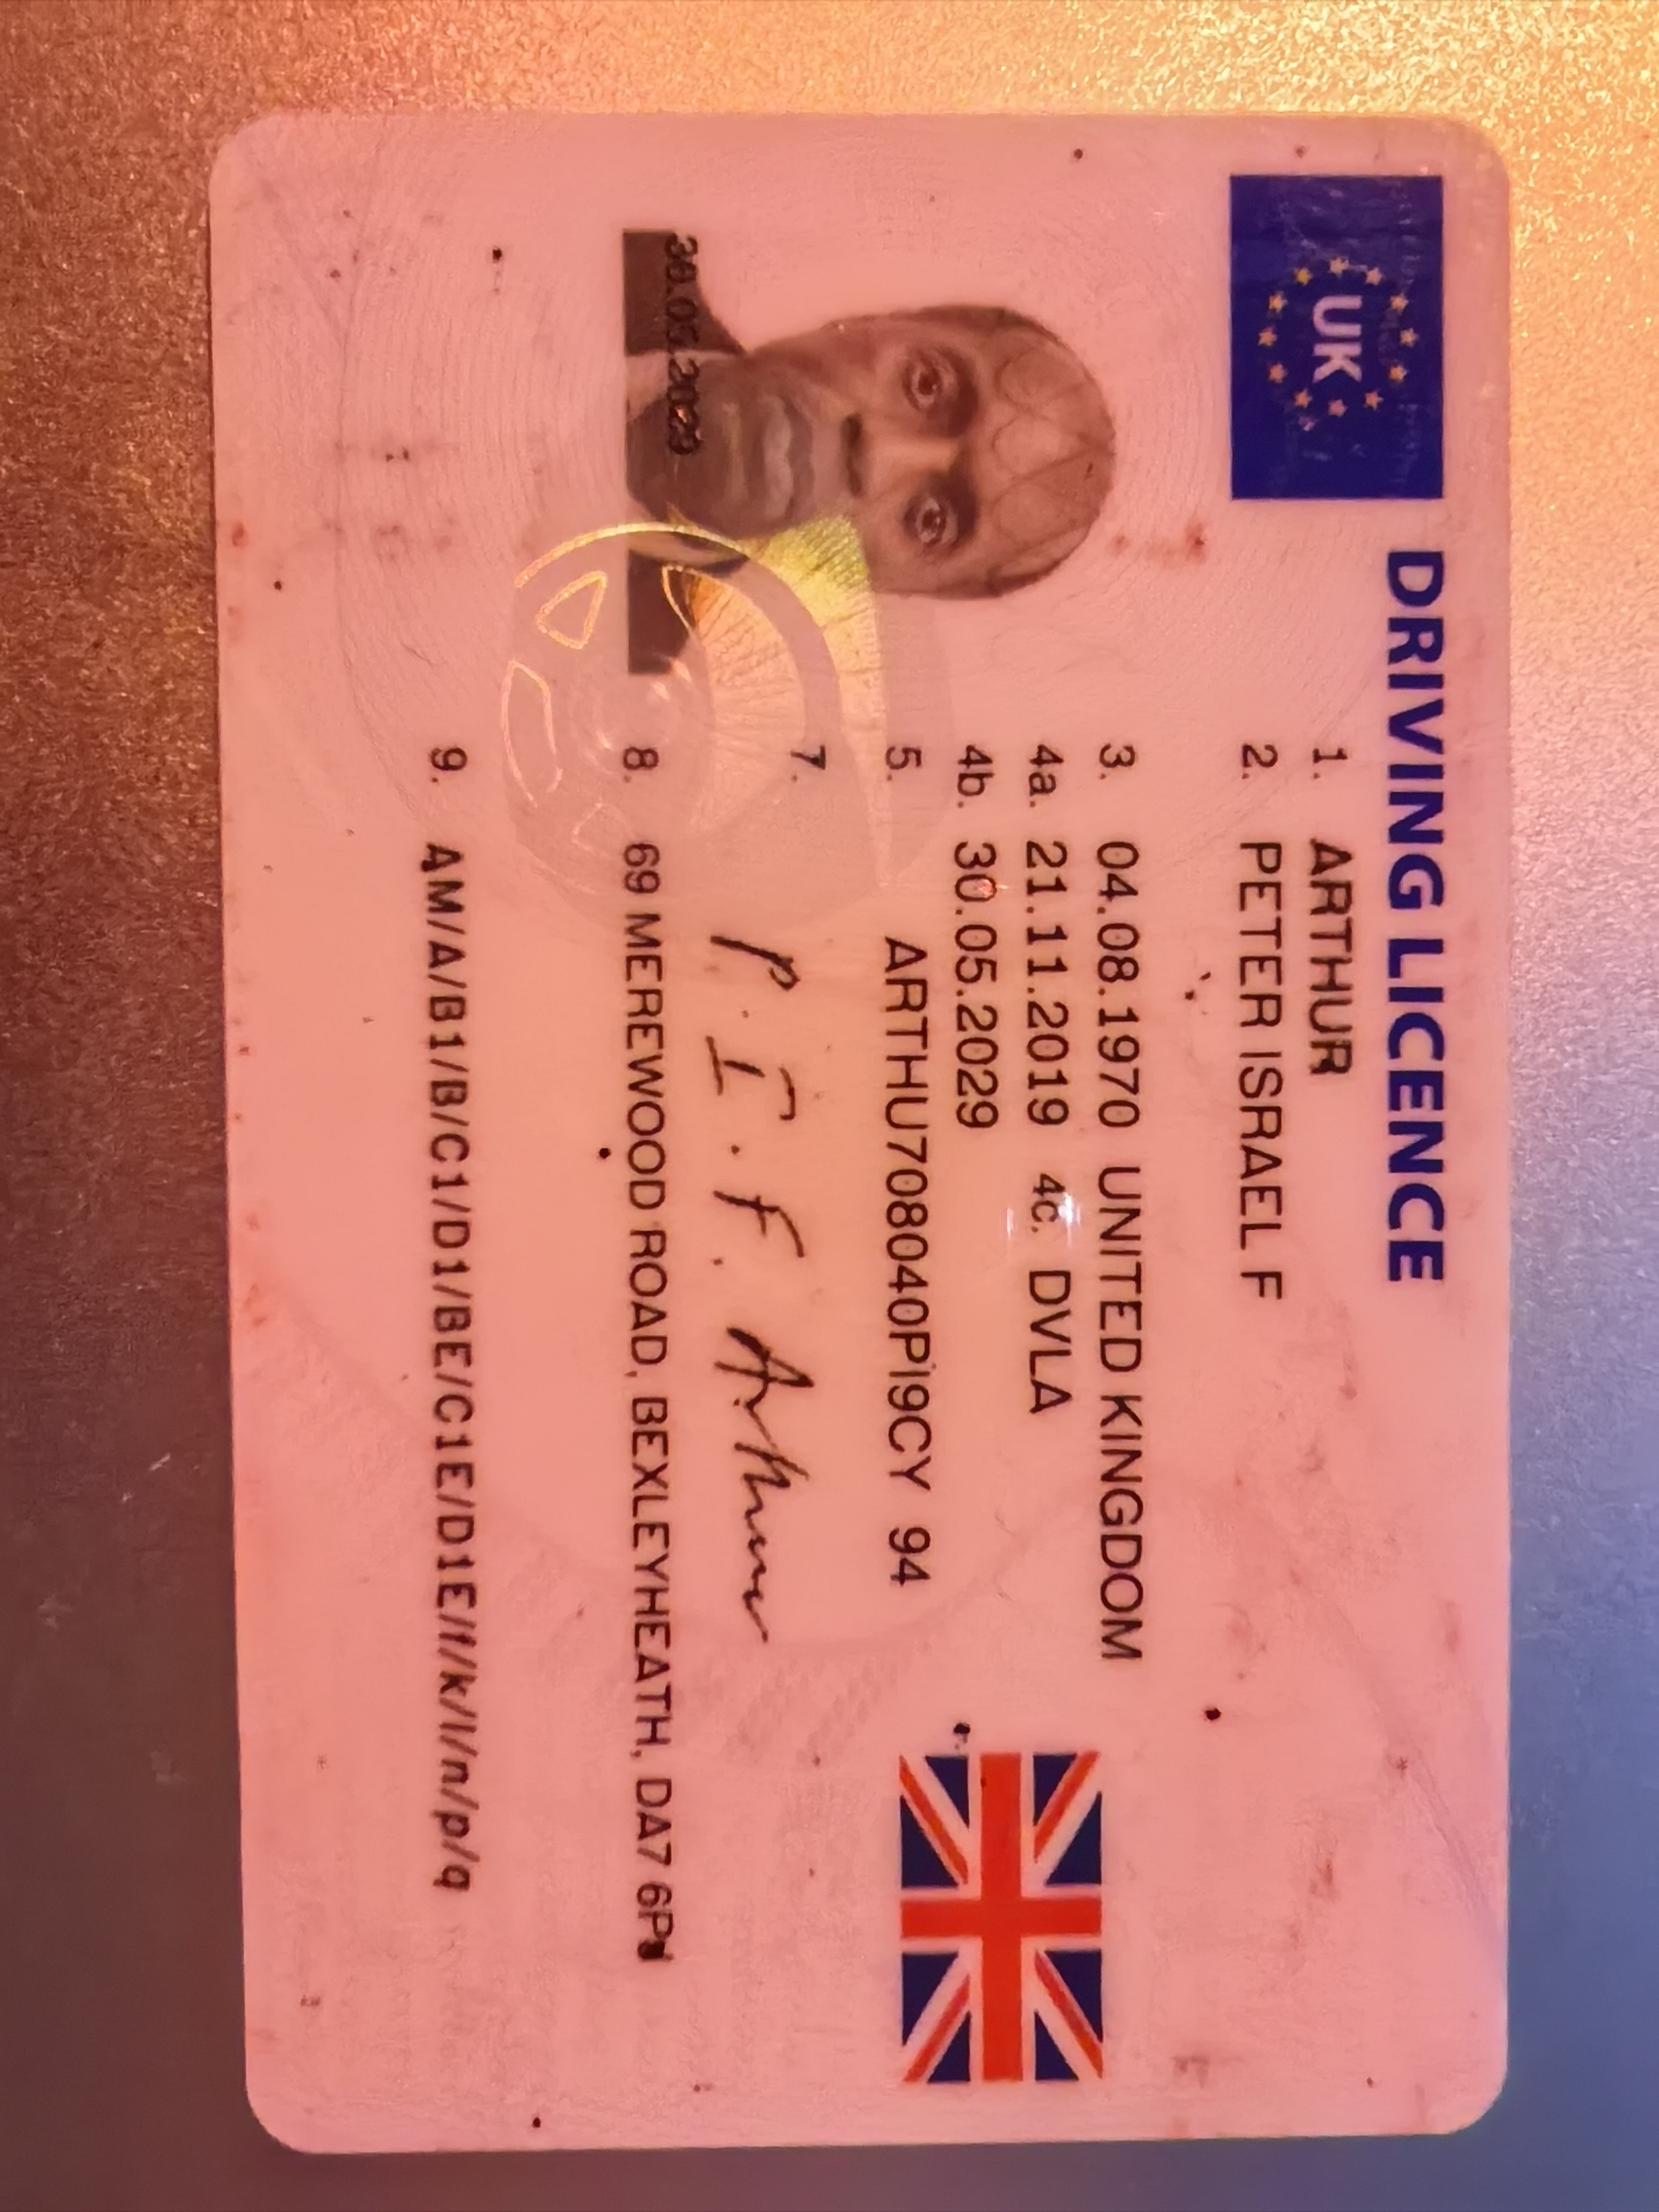 UK
DRIVING LICENCE
1. ARTHUR
2. PETER ISRAEL F
3. 04.08.1970 UNITED KINGDOM
4a. 21.11.2019 4c. DVLA
4b. 30.05.2029
5. ARTHU708040PI9CY 94
7. P. I. F. Arthur
8. 69 MEREWOOD ROAD, BEXLEYHEATH, DA7
9. AM/A/B1/B/C1/D1/BE/C1E/D1E/f/k/l/n/p/q